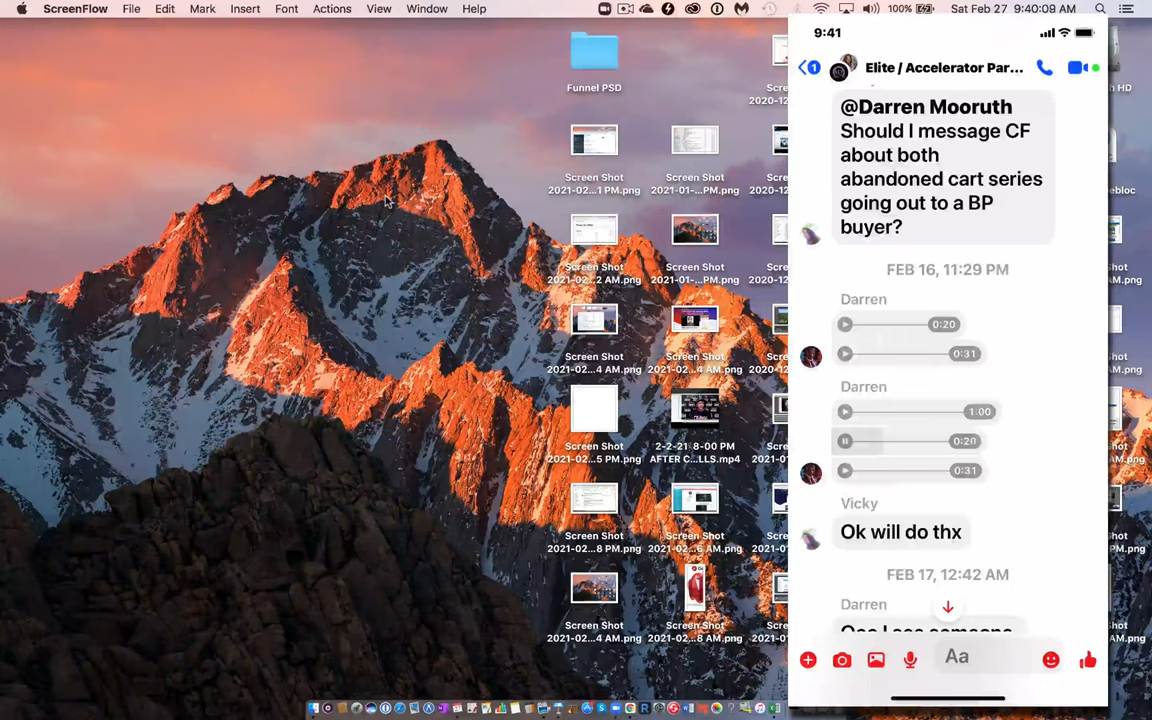 ScreenFlow File Edit Mark Insert Font Actions View Window Help 100% Sat Feb 27 9:40:09 AM
Funnel PSD
Screen Shot
2021-02...1 PM.png
Screen Shot
2021-01-...PM.png
Screen Shot
2021-02...2 AM.png
Screen Shot
2021-01-...PM.png
Screen Shot
2021-02...4 AM.png
Screen Shot
2021-02...4 AM.png
Screen Shot
2021-02...5 PM.png
2-2-21 8-00 PM
AFTER C...LLS.mp4
Screen Shot
2021-02...8 PM.png
Screen Shot
2021-02...6 AM.png
Screen Shot
2021-02...4 AM.png
Screen Shot
2021-02...8 AM.png
9:41
1
Elite / Accelerator Par...
@Darren Mooruth
Should I message CF
about both
abandoned cart series
going out to a BP
buyer?
FEB 16, 11:29 PM
Darren
0:20
0:31
Darren
1:00
0:20
0:31
Vicky
Ok will do thx
FEB 17, 12:42 AM
Darren
Aa